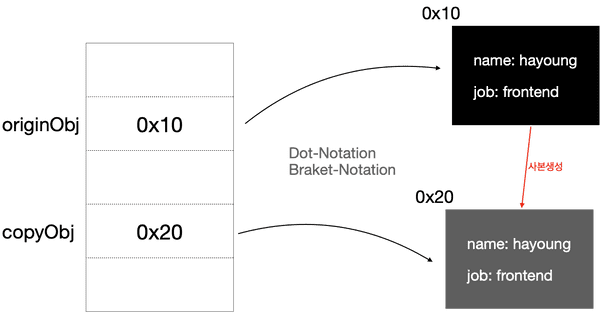 0x10
name: hayoung
job: frontend
originObj
0x10
Dot-Notation
Braket-Notation
사본생성
0x20
copyObj
0x20
name: hayoung
job: frontend